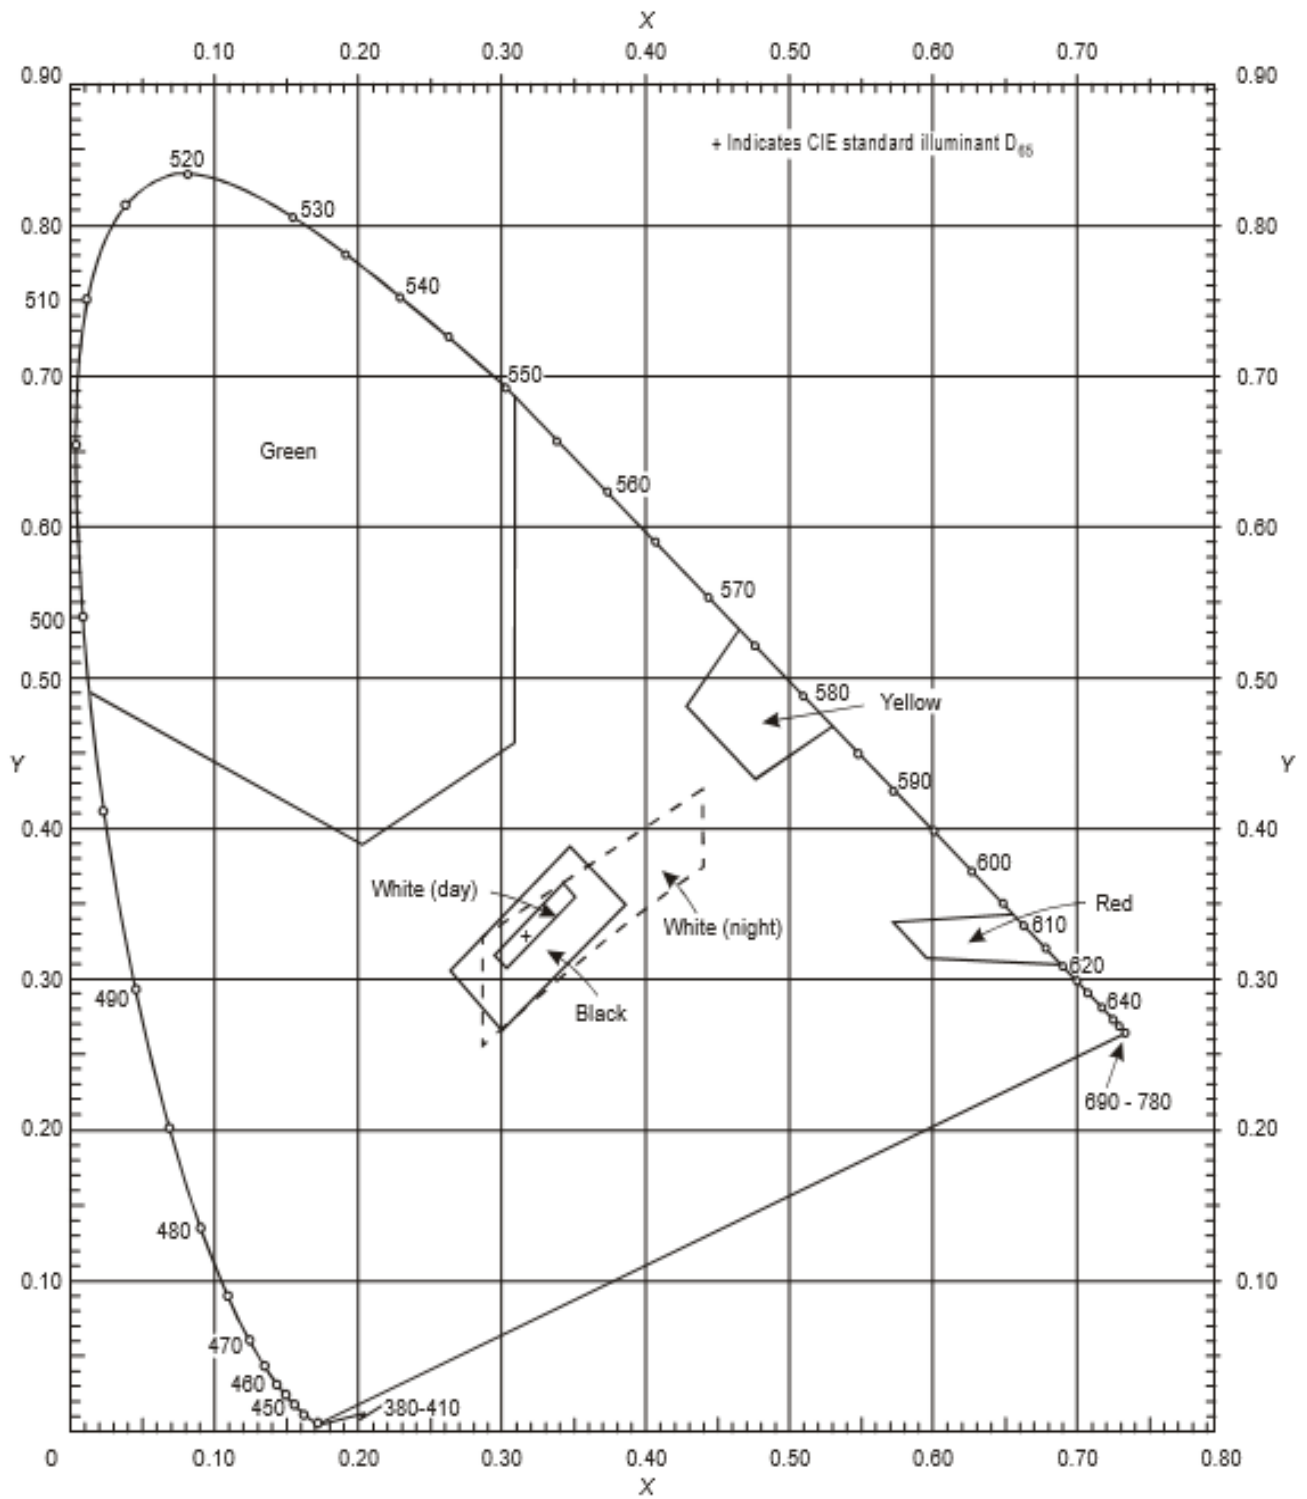 X
0.10 0.20 0.30 0.40 0.50 0.60 0.70
0.90 0.90
+ Indicates CIE standard illuminant D65
520
530
0.80 0.80
540
510
550
0.70 0.70
Green
560
0.60 0.60
570
500
0.50 0.50
580
Yellow
Y Y
590
0.40 0.40
600
White (day)
Red
610
White (night)
+
620
0.30 0.30
490 640
Black
690 - 780
0.20 0.20
480
0.10 0.10
470
460
450 380-410
0 0.10 0.20 0.30 0.40 0.50 0.60 0.70 0.80
X